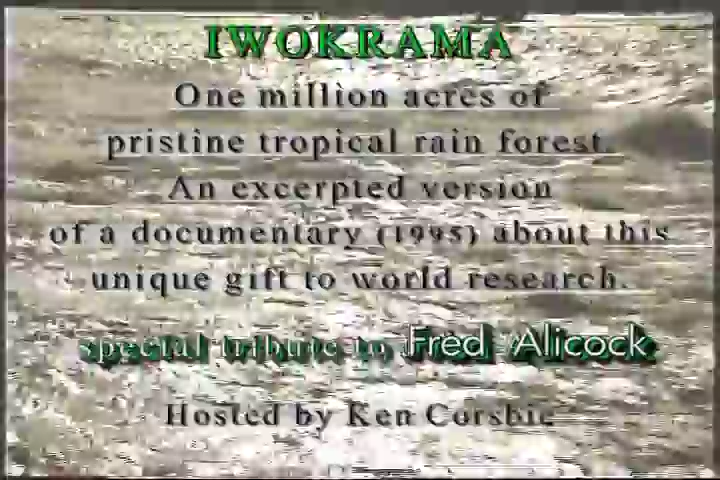 IWOKRAMA
One million acres of
pristine tropical rain forest.
An excerpted version
of a documentary (1995) about this
unique gift to world research.
special tribute to Fred Alicock
Hosted by Ken Corsbie